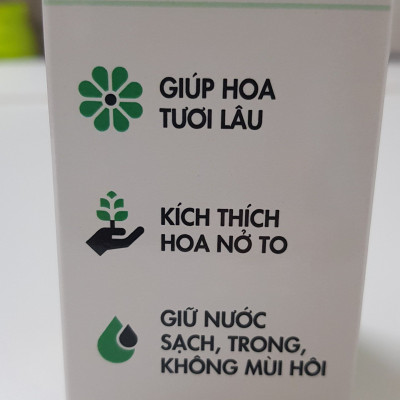 GIÚP HOA
TƯƠI LÂU
KÍCH THÍCH
HOA NỞ TO
GIỮ NƯỚC
SẠCH, TRONG,
KHÔNG MÙI HÔI